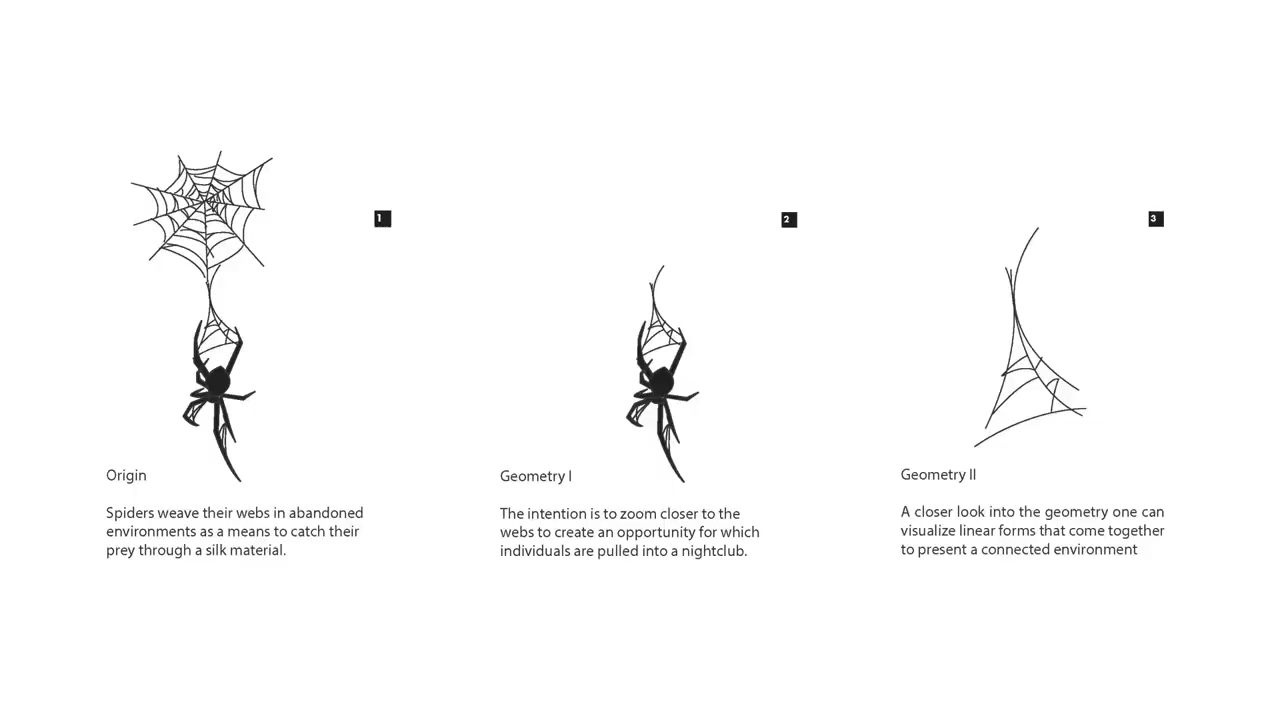 1
Origin
Spiders weave their webs in abandoned
environments as a means to catch their
prey through a silk material.
2
Geometry I
The intention is to zoom closer to the
webs to create an opportunity for which
individuals are pulled into a nightclub.
3
Geometry II
A closer look into the geometry one can
visualize linear forms that come together
to present a connected environment